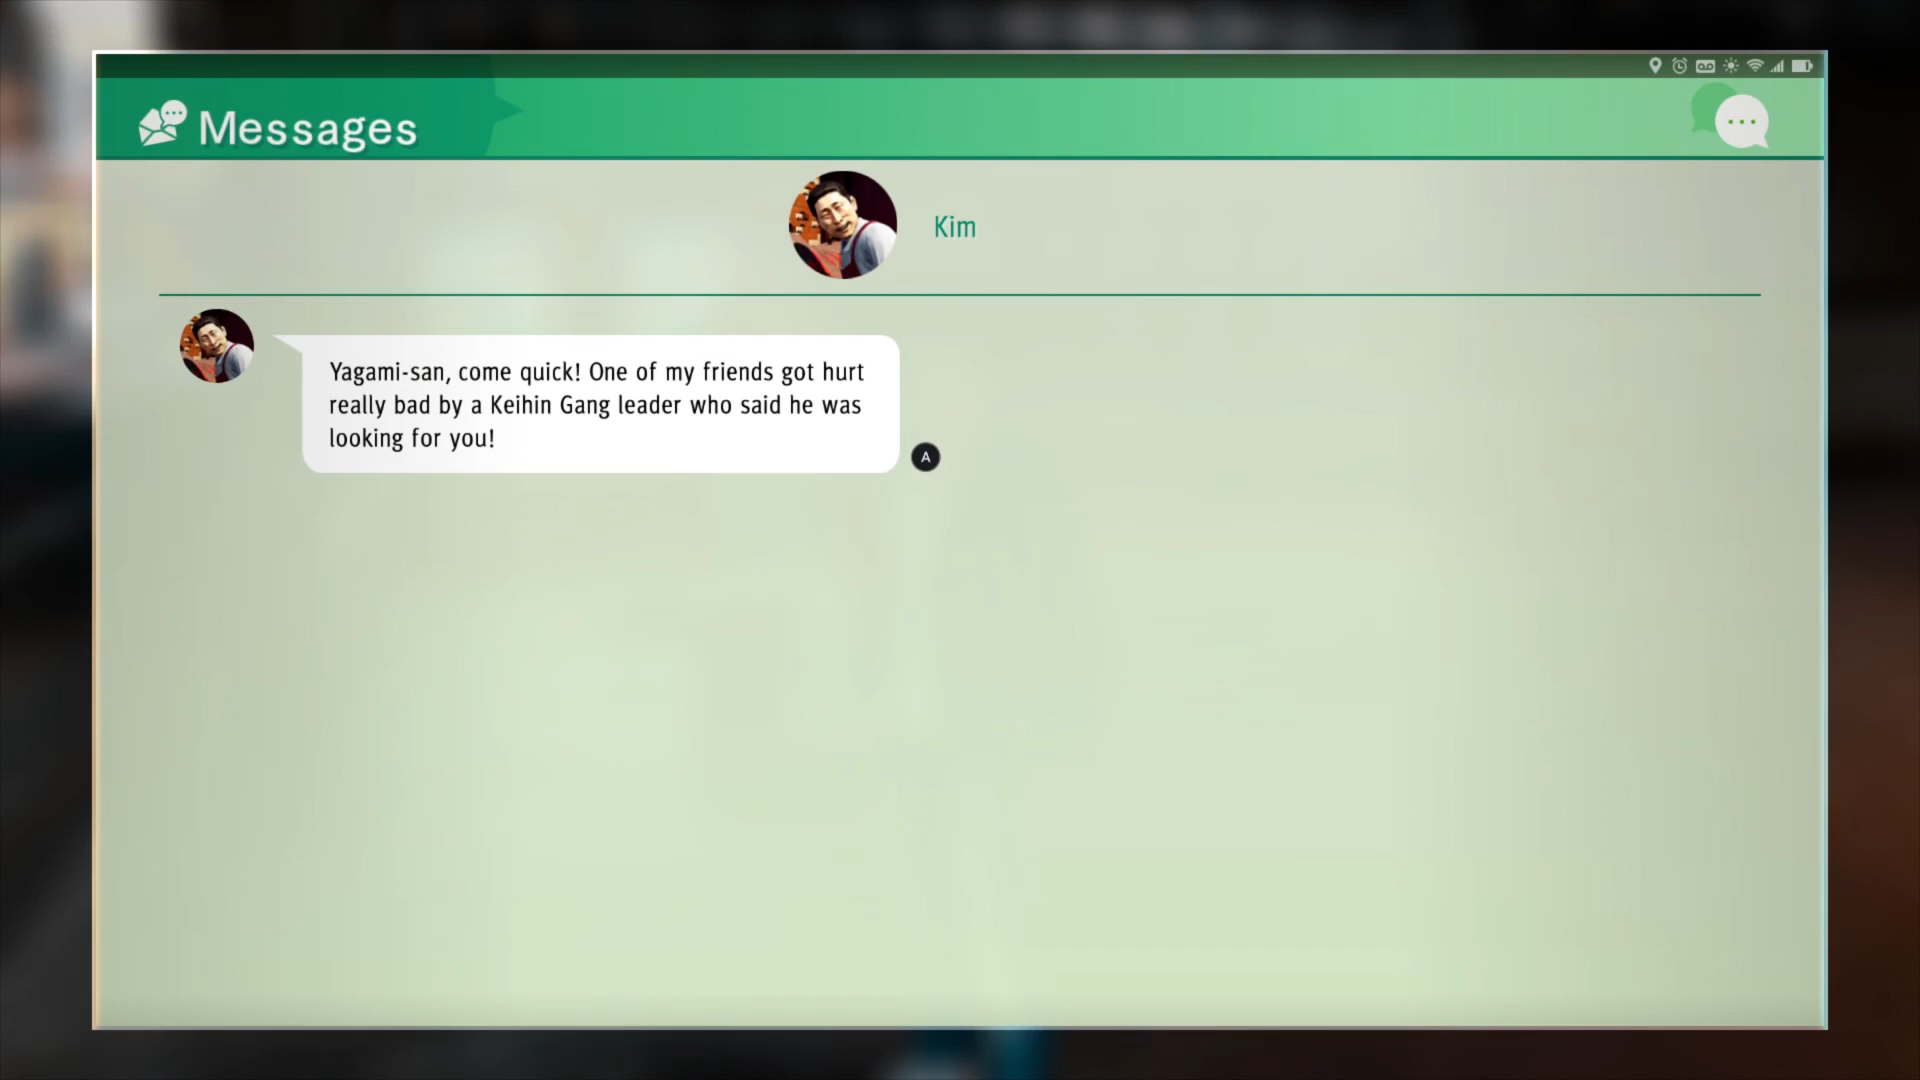 Messages
Kim
Yagami-san, come quick! One of my friends got hurt
really bad by a Keihin Gang leader who said he was
looking for you!
A